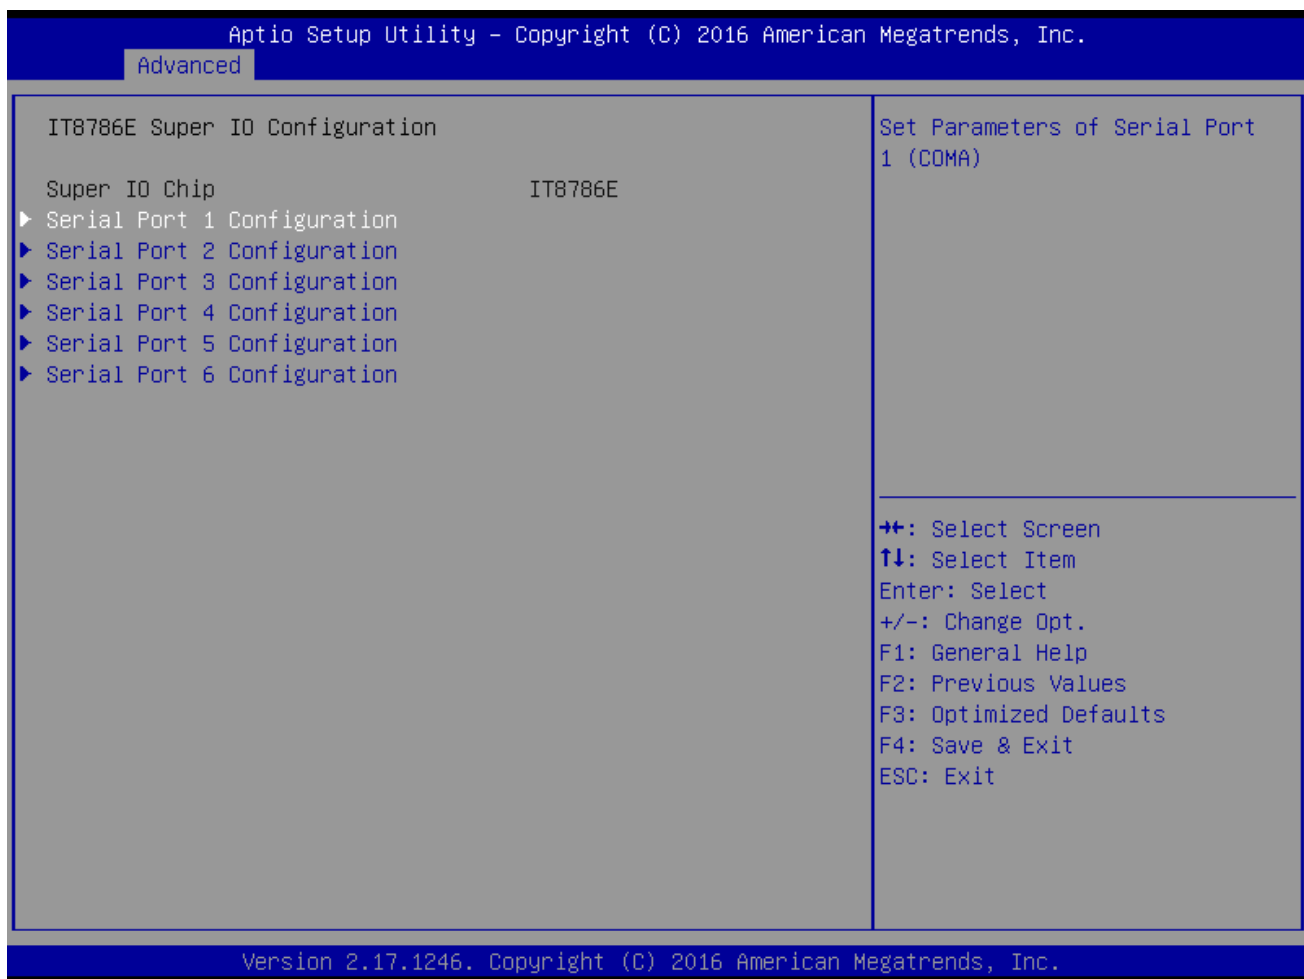 Aptio Setup Utility – Copyright (C) 2016 American Megatrends, Inc.
Advanced
IT8786E Super IO Configuration
Super IO Chip IT8786E
Serial Port 1 Configuration
Serial Port 2 Configuration
Serial Port 3 Configuration
Serial Port 4 Configuration
Serial Port 5 Configuration
Serial Port 6 Configuration
Set Parameters of Serial Port
1 (COMA)
→←: Select Screen
↑↓: Select Item
Enter: Select
+/-: Change Opt.
F1: General Help
F2: Previous Values
F3: Optimized Defaults
F4: Save & Exit
ESC: Exit
Version 2.17.1246. Copyright (C) 2016 American Megatrends, Inc.